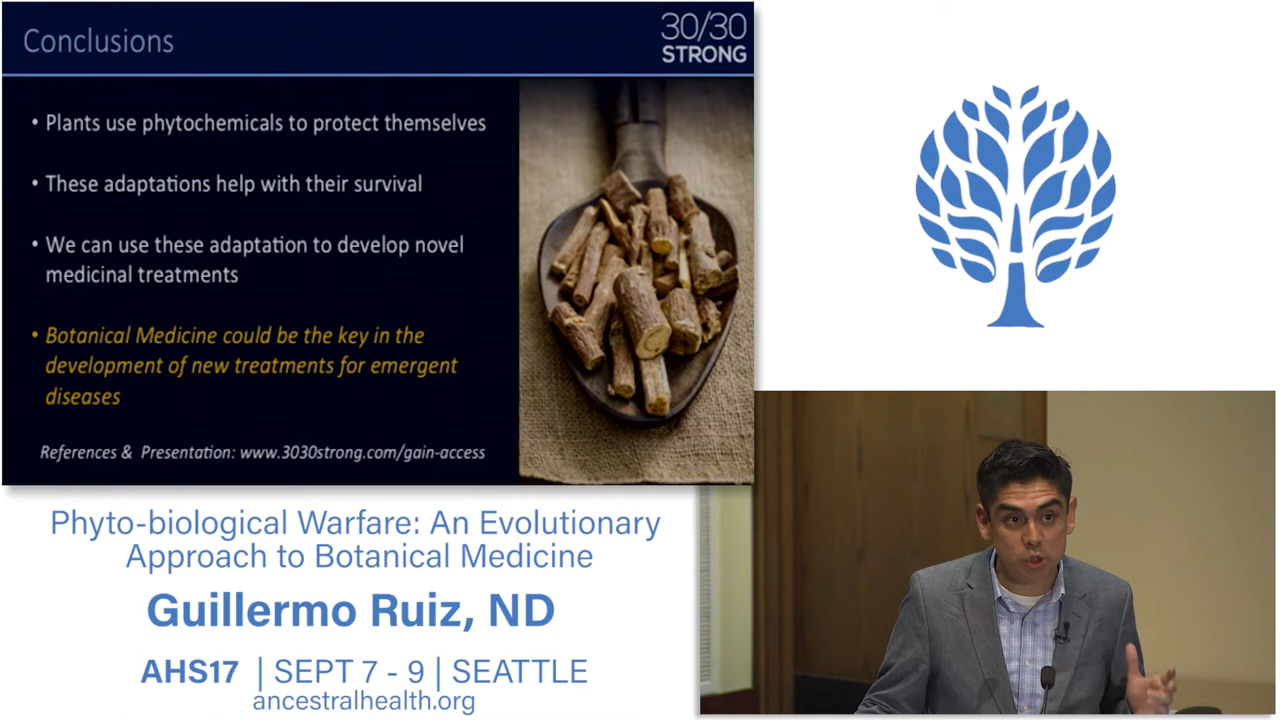 Conclusions
30/30
STRONG
• Plants use phytochemicals to protect themselves
• These adaptations help with their survival
• We can use these adaptation to develop novel
medicinal treatments
• Botanical Medicine could be the key in the
development of new treatments for emergent
diseases
References & Presentation: www.3030strong.com/gain-access
Phyto-biological Warfare: An Evolutionary
Approach to Botanical Medicine
Guillermo Ruiz, ND
AHS17 | SEPT 7 - 9 | SEATTLE
ancestralhealth.org